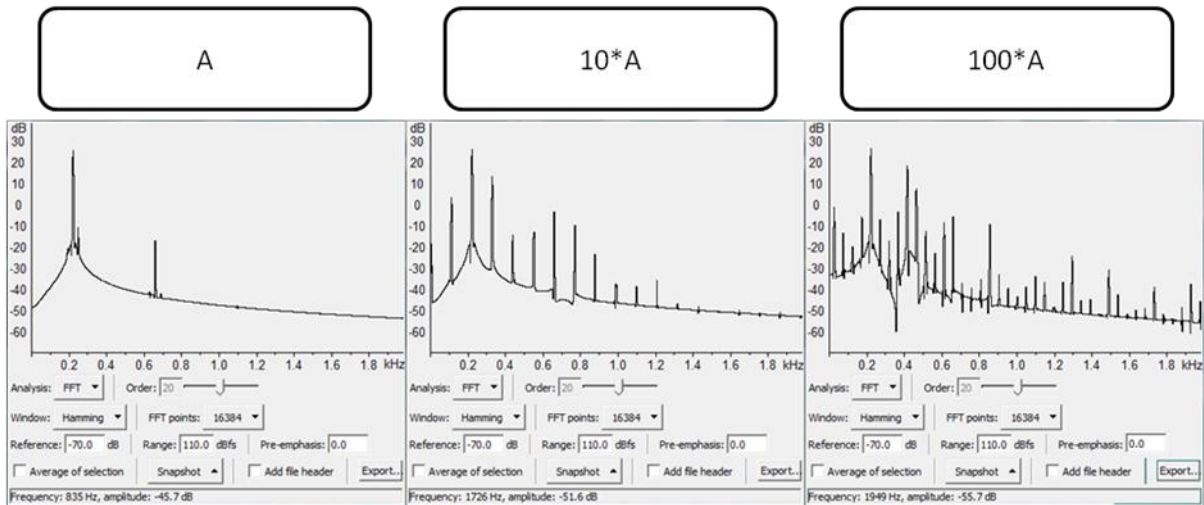 A 10*A 100*A
dB dB dB
30 30 30
20 20 20
10 10 10
0 0 0
-10 -10 -10
-20 -20 -20
-30 -30 -30
-40 -40 -40
-50 -50 -50
-60 -60 -60
0.2 0.4 0.6 0.8 1.0 1.2 1.4 1.6 1.8 kHz 0.2 0.4 0.6 0.8 1.0 1.2 1.4 1.6 1.8 kHz 0.2 0.4 0.6 0.8 1.0 1.2 1.4 1.6 1.8 kHz
Analysis: FFT Order: 20 Analysis: FFT Order: 20 Analysis: FFT Order: 20
Window: Hamming FFT points: 16384 Window: Hamming FFT points: 16384 Window: Hamming FFT points: 16384
Reference: -70.0 dB Range: 110.0 dBfs Pre-emphasis: 0.0 Reference: -70.0 dB Range: 110.0 dBfs Pre-emphasis: 0.0 Reference: -70.0 dB Range: 110.0 dBfs Pre-emphasis: 0.0
Average of selection Snapshot Add file header Export... Average of selection Snapshot Add file header Export... Average of selection Snapshot Add file header Export...
Frequency: 835 Hz, amplitude: -45.7 dB Frequency: 1726 Hz, amplitude: -51.6 dB Frequency: 1949 Hz, amplitude: -55.7 dB